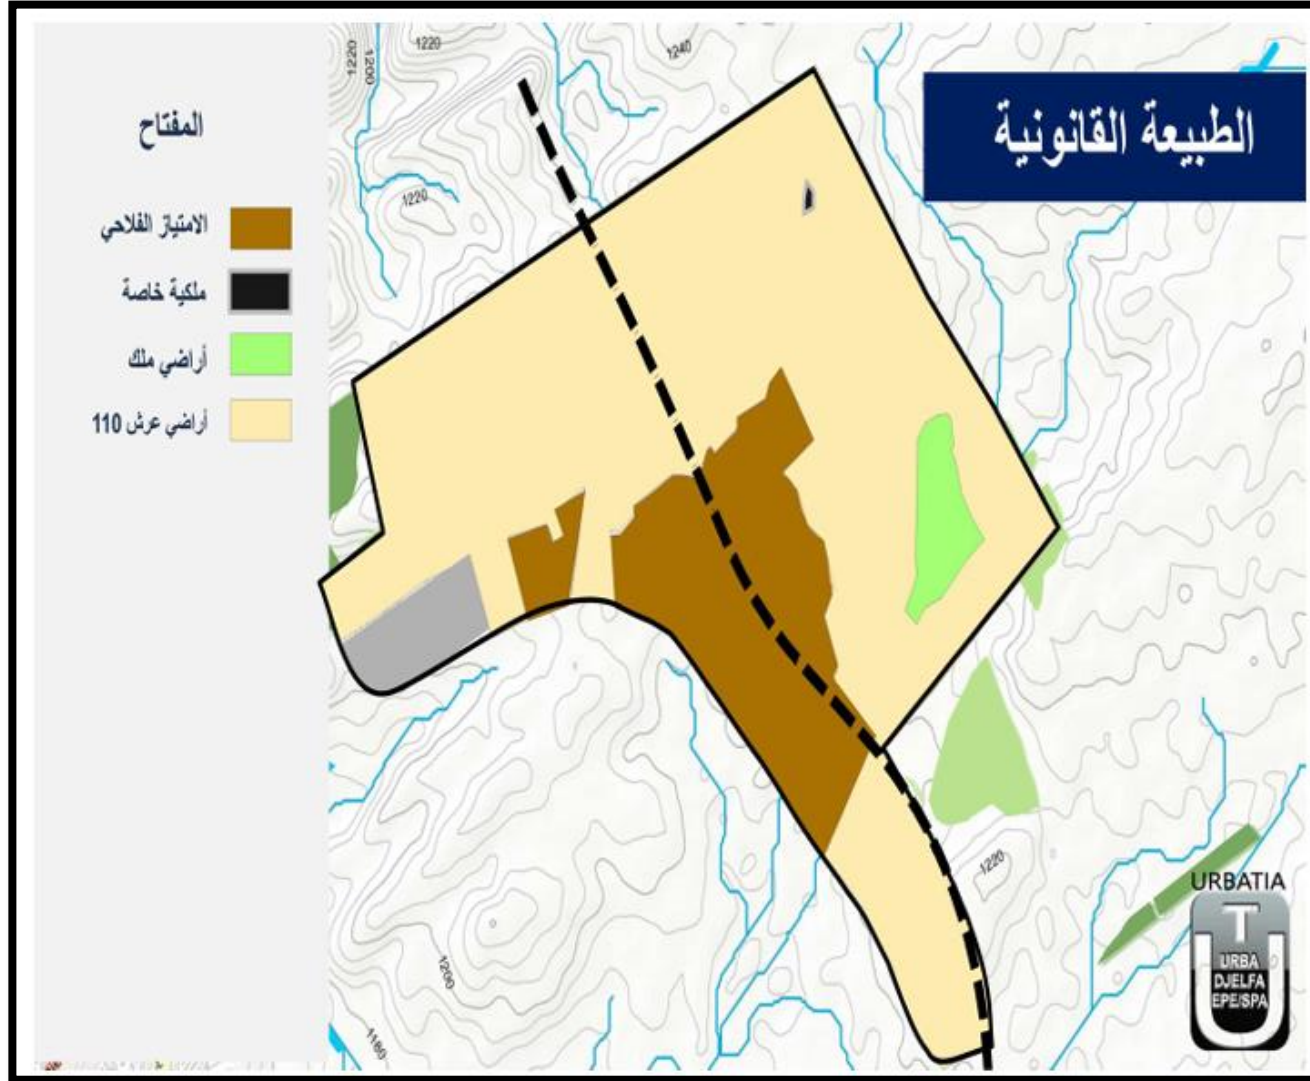 الطبيعة القانونية
المفتاح
الامتياز الفلاحي
ملكية خاصة
أراضي ملك
أراضي عرش 110
1220
1200
1220
1240
1220
1220
1200
1180
URBATIA
T
URBA
DJELFA
EPE/SPA